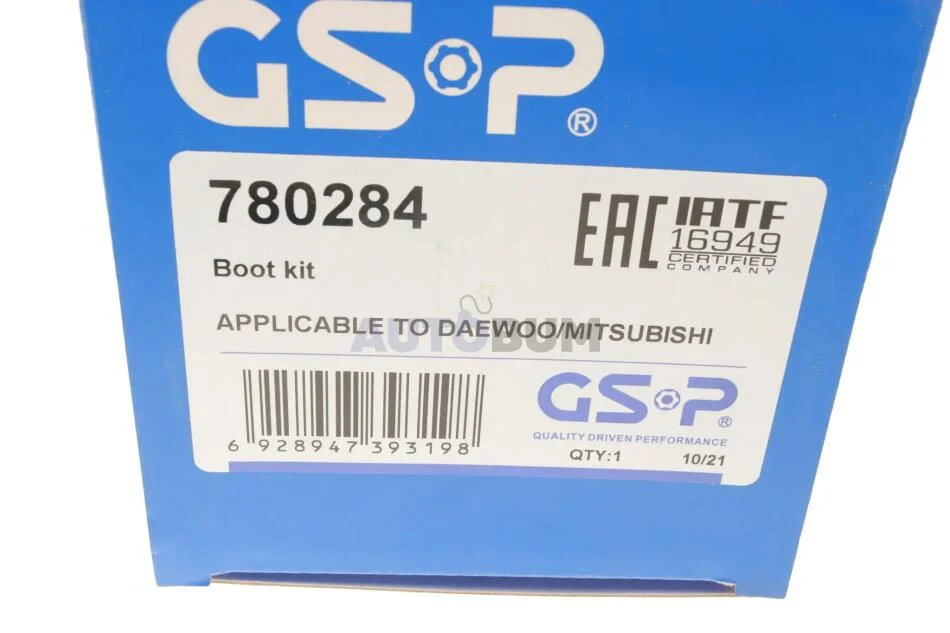 GSP®
780284
EAC
IATF
16949
CERTIFIED
COMPANY
Boot kit
APPLICABLE TO DAEWOO/MITSUBISHI
AUTOBUM
GSP®
QUALITY DRIVEN PERFORMANCE
6 928947 393198
QTY:1 10/21